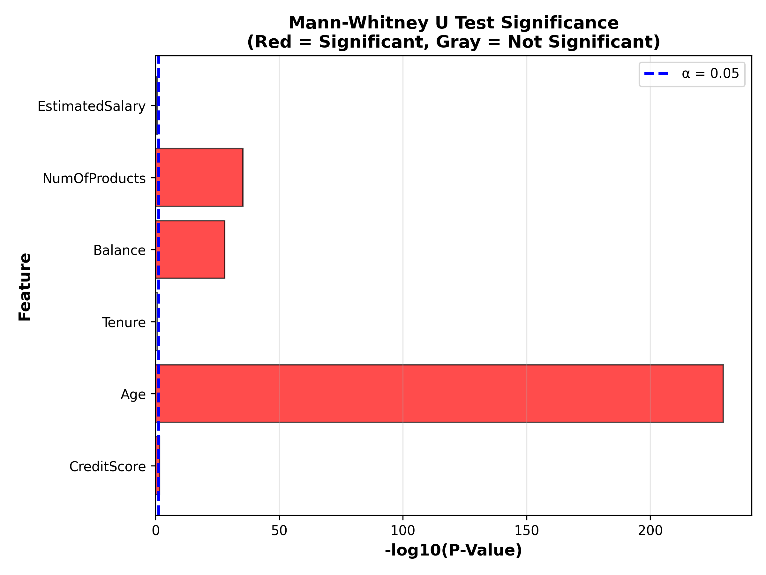 Mann-Whitney U Test Significance
(Red = Significant, Gray = Not Significant)
α = 0.05
EstimatedSalary
NumOfProducts
Balance
Tenure
Age
CreditScore
Feature
0 50 100 150 200
-log10(P-Value)